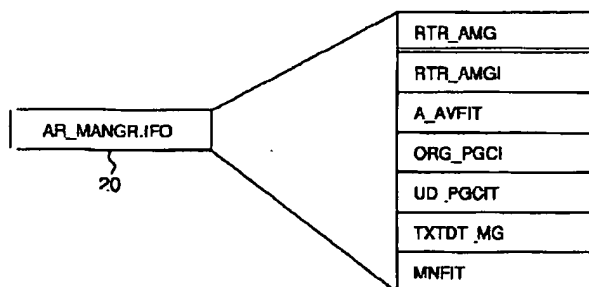 AR_MANGR.IFO
20
RTR_AMG
RTR_AMGI
A_AVFIT
ORG_PGCI
UD_PGCIT
TXTDT_MG
MNFIT